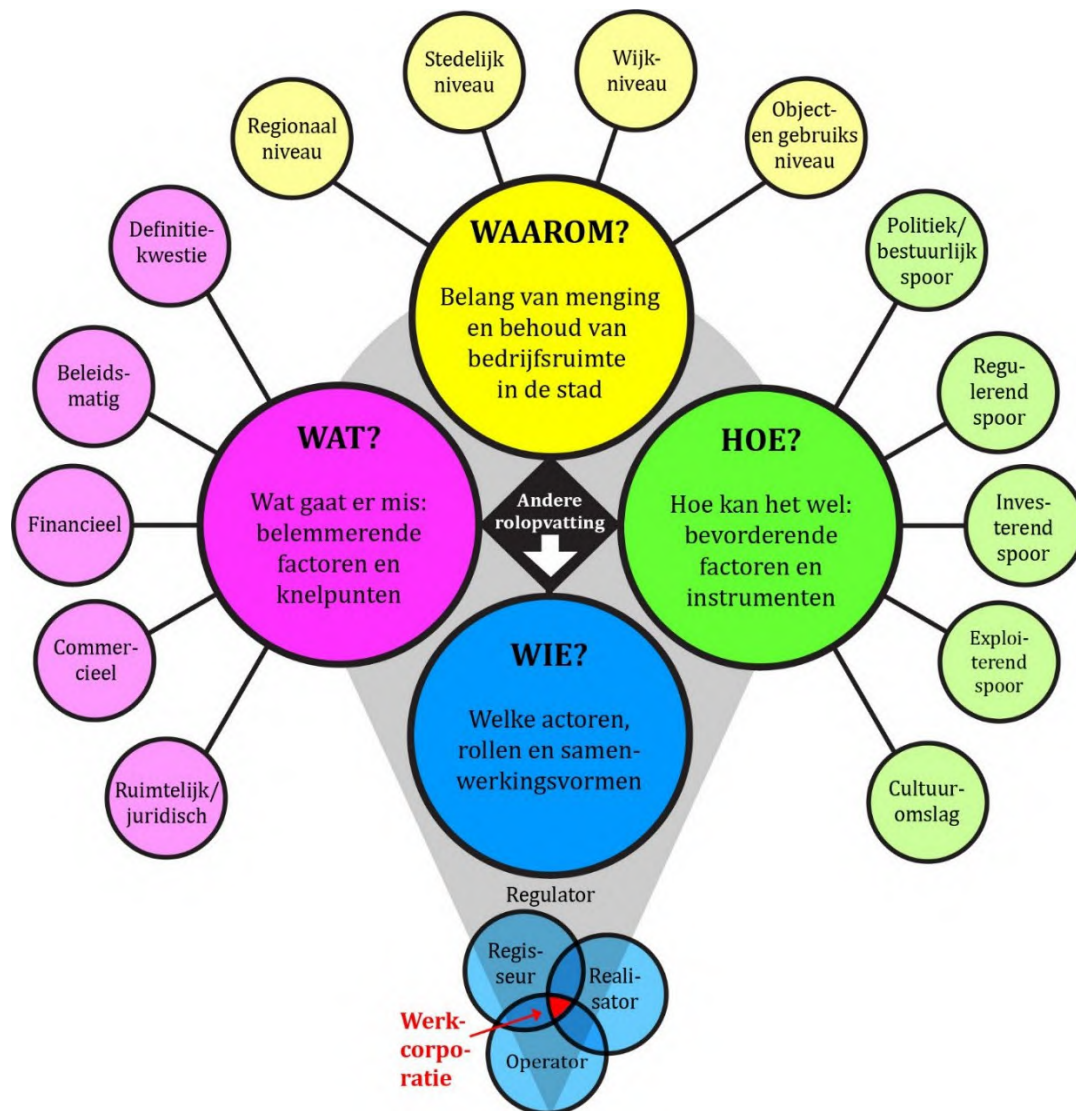 Stedelijk
niveau
Wijk-
niveau
Regionaal
niveau
Object-
en gebruiks
niveau
WAAROM?
Belang van menging
en behoud van
bedrijfsruimte
in de stad
Definitie-
kwestie
Beleids-
matig
Financieel
Commer-
cieel
Ruimtelijk/
juridisch
WAT?
Wat gaat er mis:
belemmerende
factoren en
knelpunten
Andere
rolopvatting
HOE?
Hoe kan het wel:
bevorderende
factoren en
instrumenten
Politiek/
bestuurlijk
spoor
Regu-
lerend
spoor
Inves-
terend
spoor
Exploi-
terend
spoor
Cultuur-
omslag
WIE?
Welke actoren,
rollen en samen-
werkingsvormen
Regulator
Regis-
seur
Reali-
sator
Operator
Werk-
corpo-
ratie